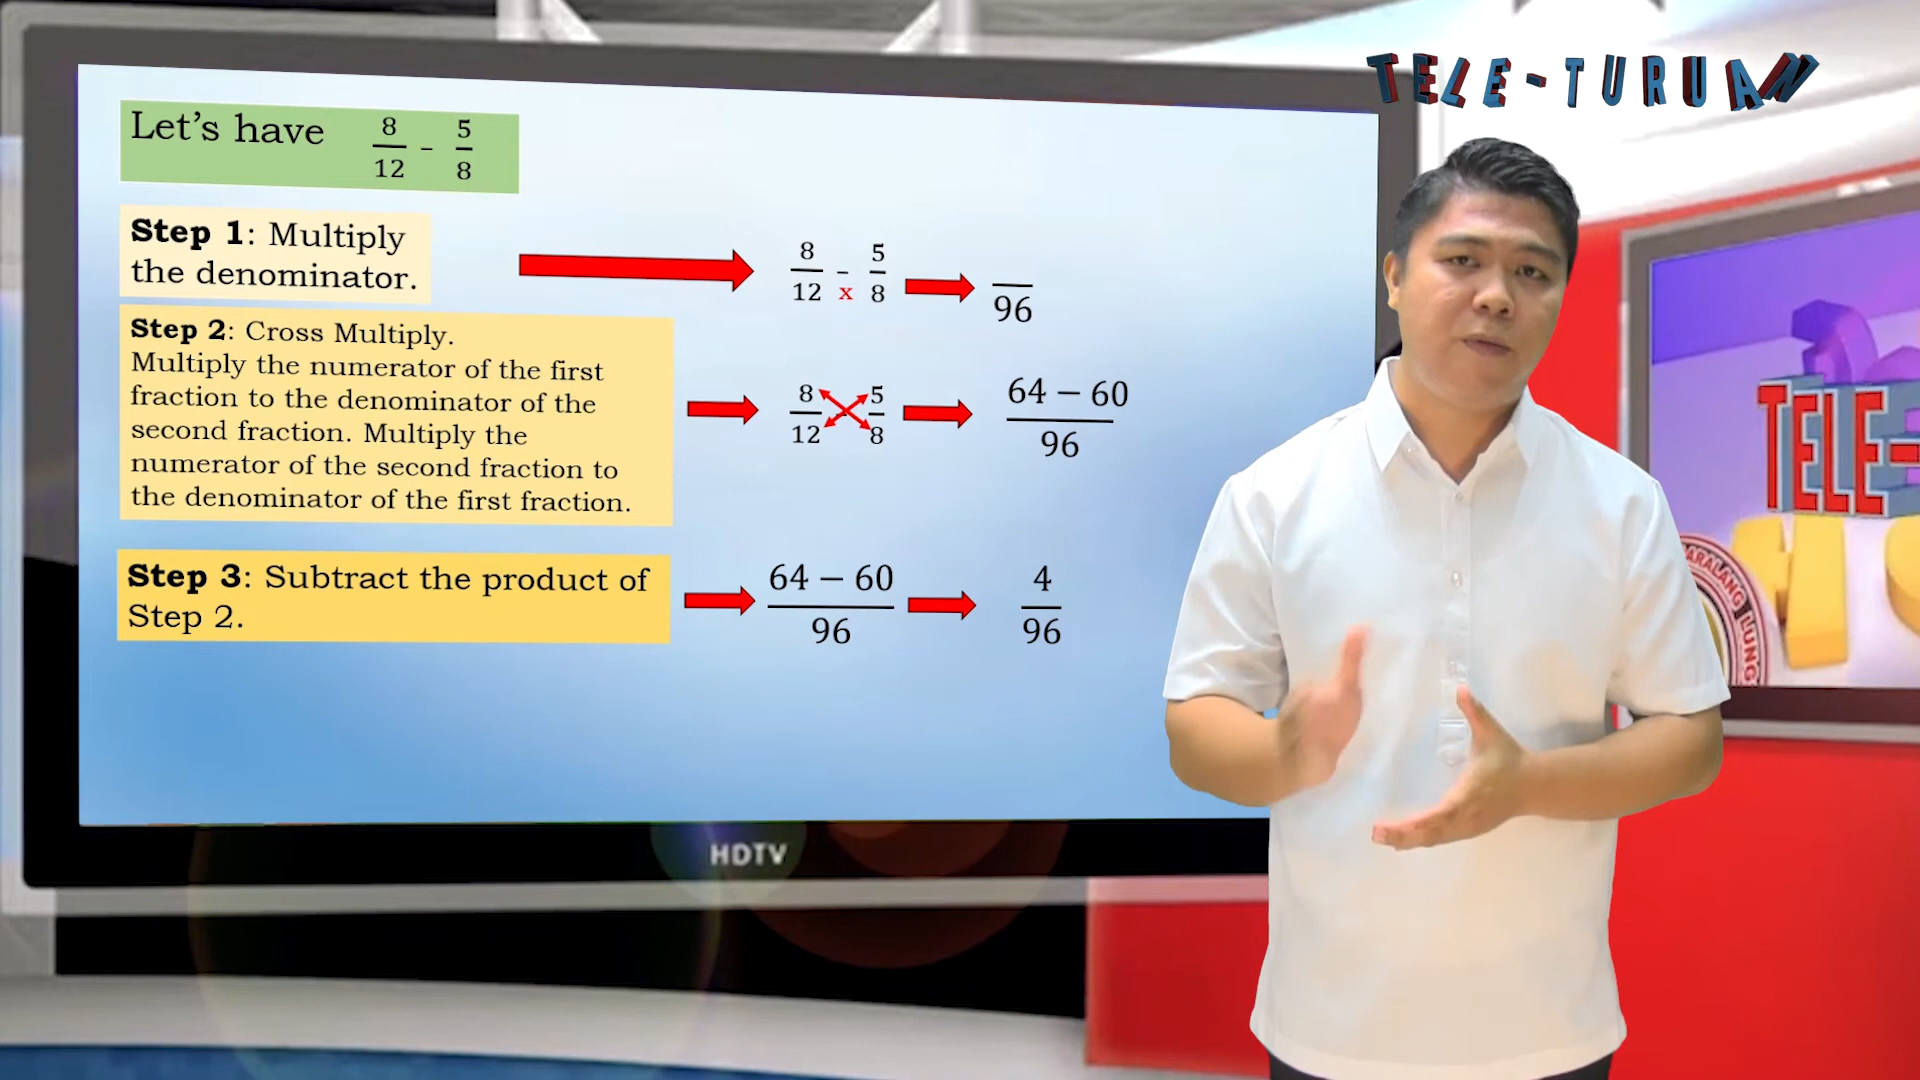 TELE-TURUAN
Let's have 8/12 - 5/8
Step 1: Multiply
the denominator.
8/12 - 5/8
x
96
Step 2: Cross Multiply.
Multiply the numerator of the first
fraction to the denominator of the
second fraction. Multiply the
numerator of the second fraction to
the denominator of the first fraction.
8/12 - 5/8
64 – 60
96
Step 3: Subtract the product of
Step 2.
64 – 60
96
4
96
HDTV
TELE-